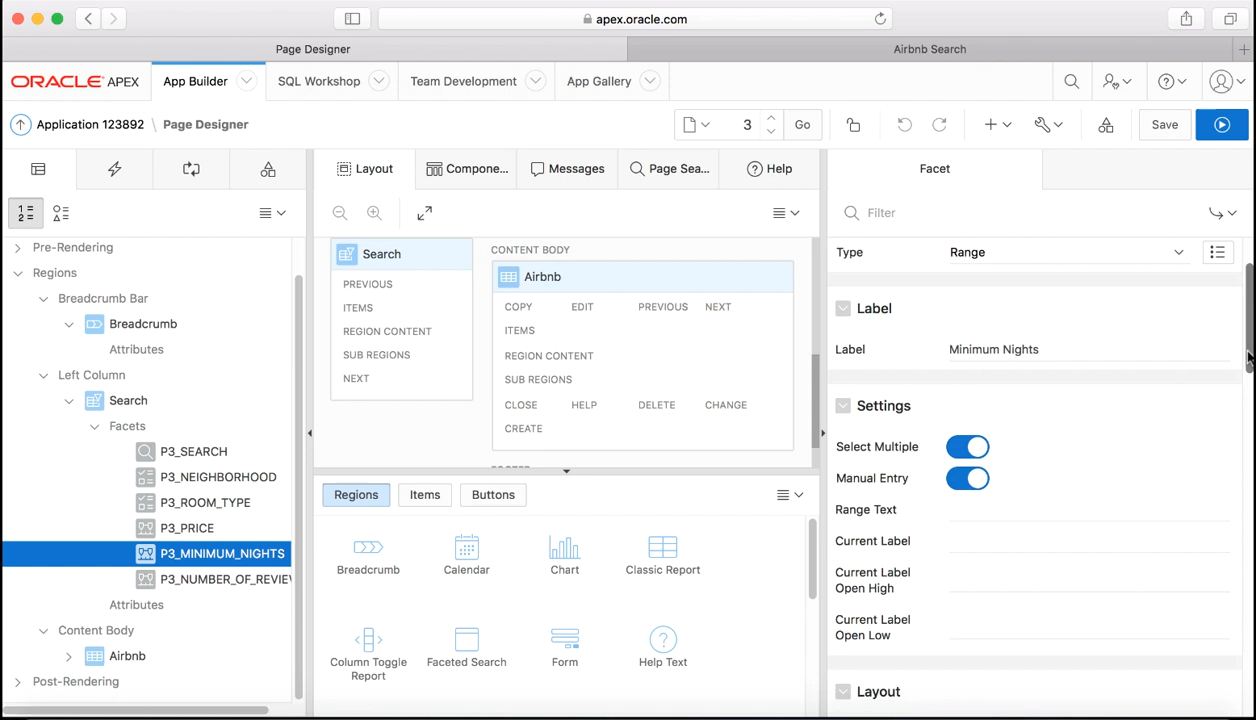 apex.oracle.com
Page Designer
Airbnb Search
ORACLE APEX
App Builder
SQL Workshop
Team Development
App Gallery
Application 123892 \ Page Designer
3
Go
Save
Layout
Compone...
Messages
Page Sea...
Help
Facet
Filter
Pre-Rendering
Regions
Breadcrumb Bar
Breadcrumb
Attributes
Left Column
Search
Facets
P3_SEARCH
P3_NEIGHBORHOOD
P3_ROOM_TYPE
P3_PRICE
P3_MINIMUM_NIGHTS
P3_NUMBER_OF_REVIEW
Attributes
Content Body
Airbnb
Post-Rendering
Search
PREVIOUS
ITEMS
REGION CONTENT
SUB REGIONS
NEXT
CONTENT BODY
Airbnb
COPY EDIT PREVIOUS NEXT
ITEMS
REGION CONTENT
SUB REGIONS
CLOSE HELP DELETE CHANGE
CREATE
Regions
Items
Buttons
Breadcrumb
Calendar
Chart
Classic Report
Column Toggle
Report
Faceted Search
Form
Help Text
Type Range
Label
Label Minimum Nights
Settings
Select Multiple
Manual Entry
Range Text
Current Label
Current Label
Open High
Current Label
Open Low
Layout